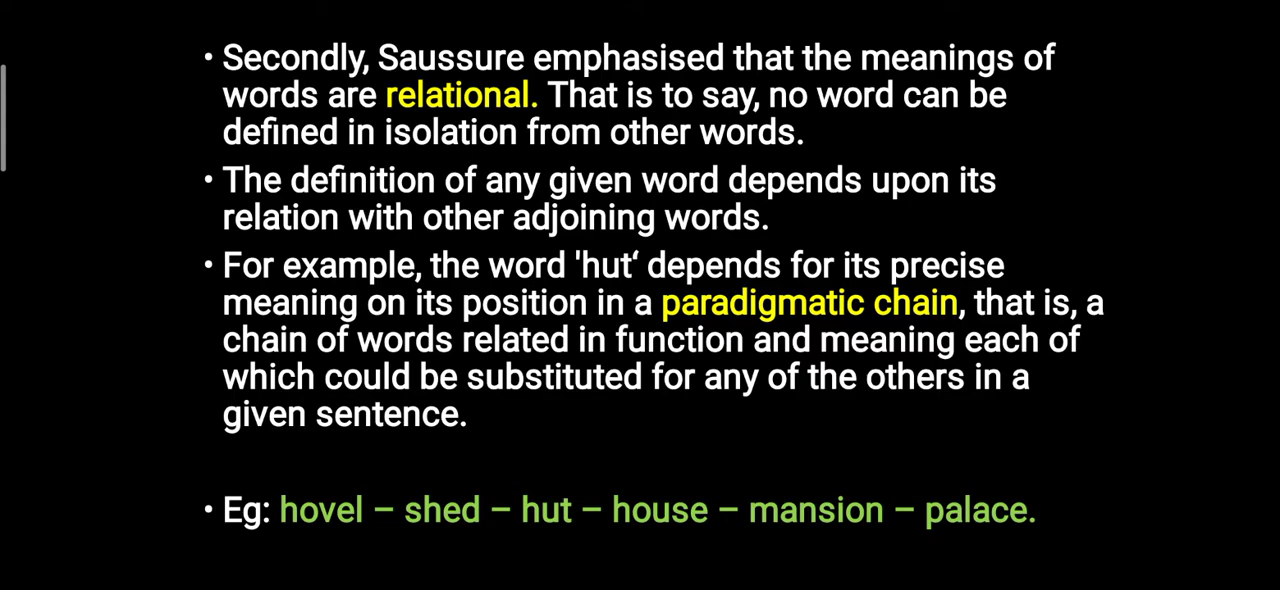 • Secondly, Saussure emphasised that the meanings of
words are relational. That is to say, no word can be
defined in isolation from other words.
• The definition of any given word depends upon its
relation with other adjoining words.
• For example, the word 'hut‘ depends for its precise
meaning on its position in a paradigmatic chain, that is, a
chain of words related in function and meaning each of
which could be substituted for any of the others in a
given sentence.
• Eg: hovel – shed – hut – house – mansion – palace.